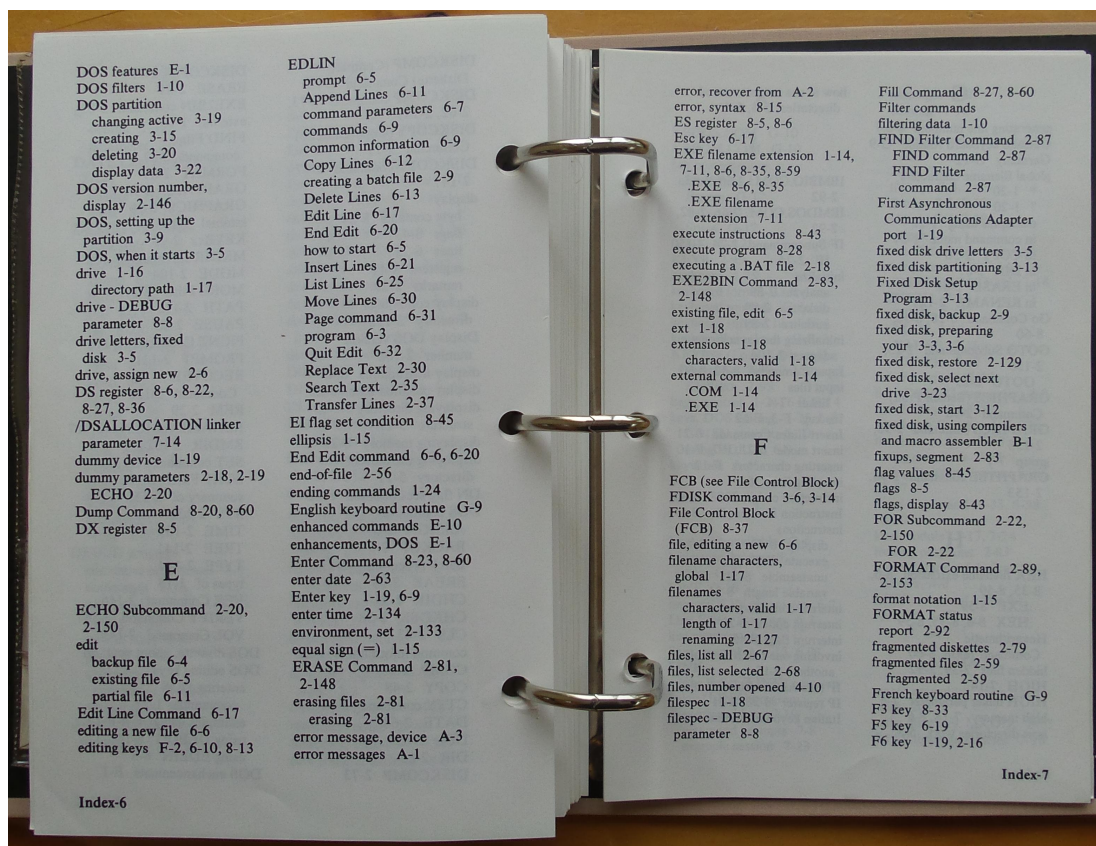 DOS features E-1
DOS filters 1-10
DOS partition
changing active 3-19
creating 3-15
deleting 3-20
display data 3-22
DOS version number,
display 2-146
DOS, setting up the
partition 3-9
DOS, when it starts 3-5
drive 1-16
directory path 1-17
drive - DEBUG
parameter 8-8
drive letters, fixed
disk 3-5
drive, assign new 2-6
DS register 8-6, 8-22,
8-27, 8-36
/DSALLOCATION linker
parameter 7-14
dummy device 1-19
dummy parameters 2-18, 2-19
ECHO 2-20
Dump Command 8-20, 8-60
DX register 8-5
E
ECHO Subcommand 2-20,
2-150
edit
backup file 6-4
existing file 6-5
partial file 6-11
Edit Line Command 6-17
editing a new file 6-6
editing keys F-2, 6-10, 8-13
EDLIN
prompt 6-5
Append Lines 6-11
command parameters 6-7
commands 6-9
common information 6-9
Copy Lines 6-12
creating a batch file 2-9
Delete Lines 6-13
Edit Line 6-17
End Edit 6-20
how to start 6-5
Insert Lines 6-21
List Lines 6-25
Move Lines 6-30
Page command 6-31
program 6-3
Quit Edit 6-32
Replace Text 2-30
Search Text 2-35
Transfer Lines 2-37
EI flag set condition 8-45
ellipsis 1-15
End Edit command 6-6, 6-20
end-of-file 2-56
ending commands 1-24
English keyboard routine G-9
enhanced commands E-10
enhancements, DOS E-1
Enter Command 8-23, 8-60
enter date 2-63
Enter key 1-19, 6-9
enter time 2-134
environment, set 2-133
equal sign (=) 1-15
ERASE Command 2-81,
2-148
erasing files 2-81
erasing 2-81
error message, device A-3
error messages A-1
Index-6
error, recover from A-2
error, syntax 8-15
ES register 8-5, 8-6
Esc key 6-17
EXE filename extension 1-14,
7-11, 8-6, 8-35, 8-59
.EXE 8-6, 8-35
.EXE filename
extension 7-11
execute instructions 8-43
execute program 8-28
executing a .BAT file 2-18
EXE2BIN Command 2-83,
2-148
existing file, edit 6-5
ext 1-18
extensions 1-18
characters, valid 1-18
external commands 1-14
.COM 1-14
.EXE 1-14
F
FCB (see File Control Block)
FDISK command 3-6, 3-14
File Control Block
(FCB) 8-37
file, editing a new 6-6
filename characters,
global 1-17
filenames
characters, valid 1-17
length of 1-17
renaming 2-127
files, list all 2-67
files, list selected 2-68
files, number opened 4-10
filespec 1-18
filespec - DEBUG
parameter 8-8
Fill Command 8-27, 8-60
Filter commands
filtering data 1-10
FIND Filter Command 2-87
FIND command 2-87
FIND Filter
command 2-87
First Asynchronous
Communications Adapter
port 1-19
fixed disk drive letters 3-5
fixed disk partitioning 3-13
Fixed Disk Setup
Program 3-13
fixed disk, backup 2-9
fixed disk, preparing
your 3-3, 3-6
fixed disk, restore 2-129
fixed disk, select next
drive 3-23
fixed disk, start 3-12
fixed disk, using compilers
and macro assembler B-1
fixups, segment 2-83
flag values 8-45
flags 8-5
flags, display 8-43
FOR Subcommand 2-22,
2-150
FOR 2-22
FORMAT Command 2-89,
2-153
format notation 1-15
FORMAT status
report 2-92
fragmented diskettes 2-79
fragmented files 2-59
fragmented 2-59
French keyboard routine G-9
F3 key 8-33
F5 key 6-19
F6 key 1-19, 2-16
Index-7